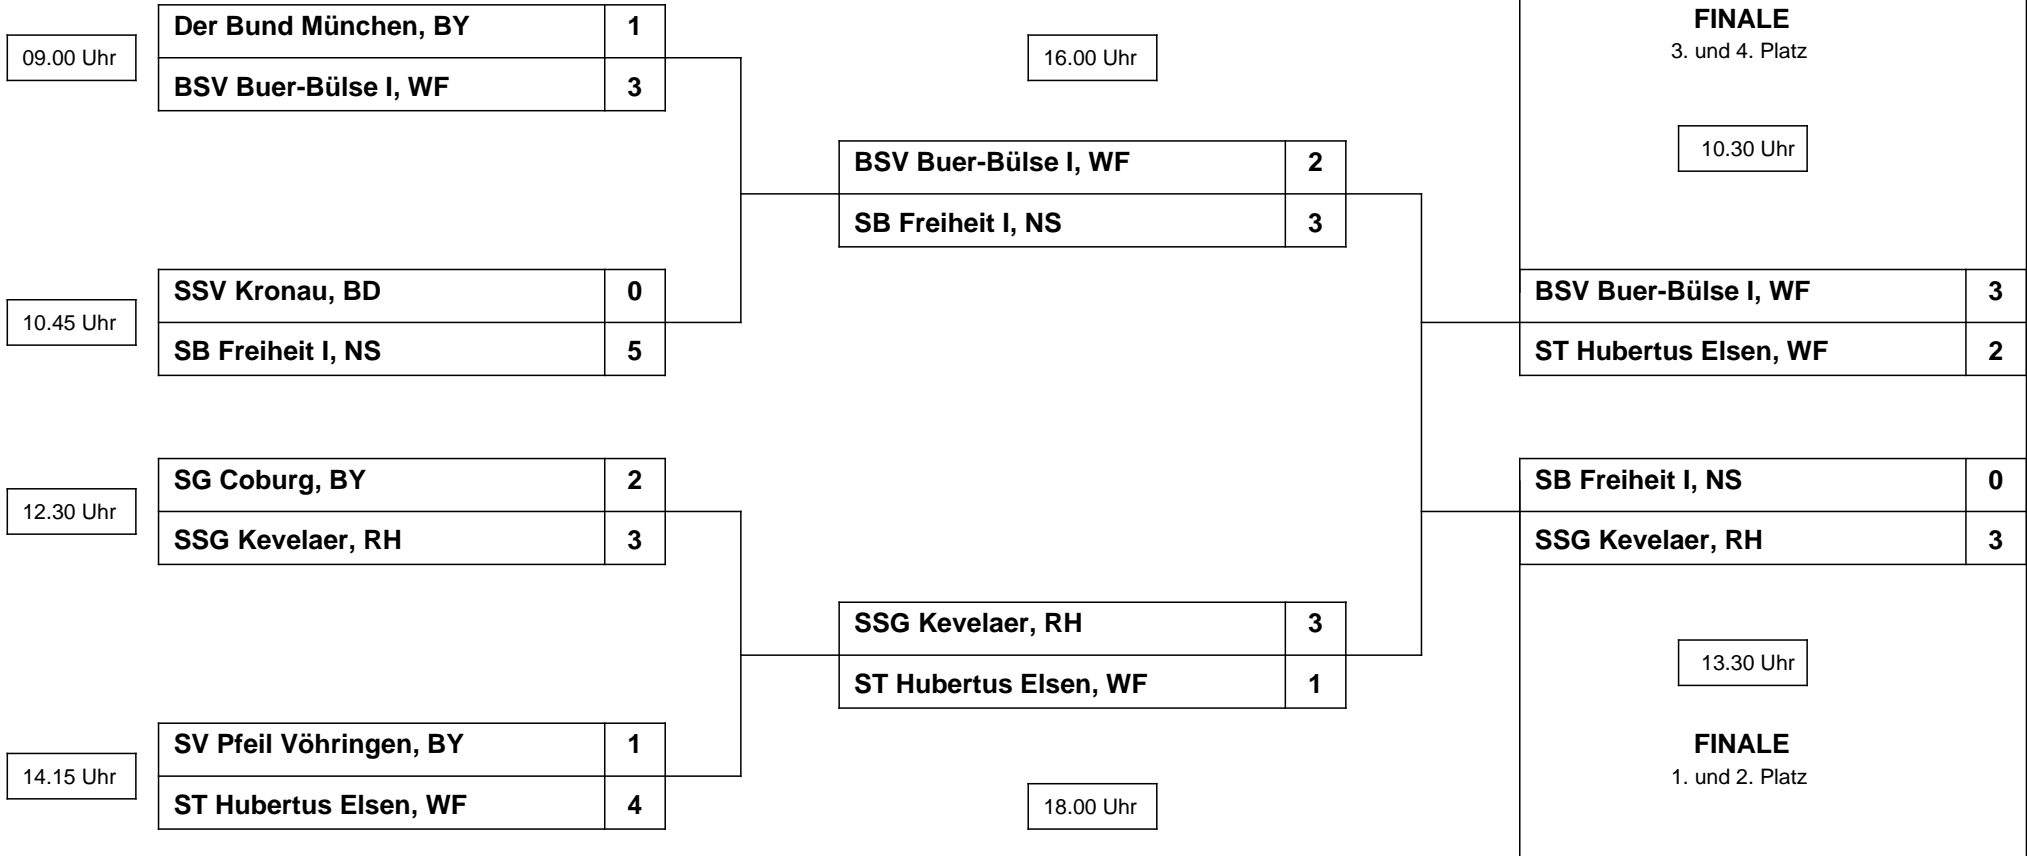 Der Bund München, BY 1
09.00 Uhr
BSV Buer-Bülse I, WF 3
SSV Kronau, BD 0
10.45 Uhr
SB Freiheit I, NS 5
SG Coburg, BY 2
12.30 Uhr
SSG Kevelaer, RH 3
SV Pfeil Vöhringen, BY 1
14.15 Uhr
ST Hubertus Elsen, WF 4
16.00 Uhr
BSV Buer-Bülse I, WF 2
SB Freiheit I, NS 3
SSG Kevelaer, RH 3
ST Hubertus Elsen, WF 1
18.00 Uhr
FINALE
3. und 4. Platz
10.30 Uhr
BSV Buer-Bülse I, WF 3
ST Hubertus Elsen, WF 2
SB Freiheit I, NS 0
SSG Kevelaer, RH 3
13.30 Uhr
FINALE
1. und 2. Platz